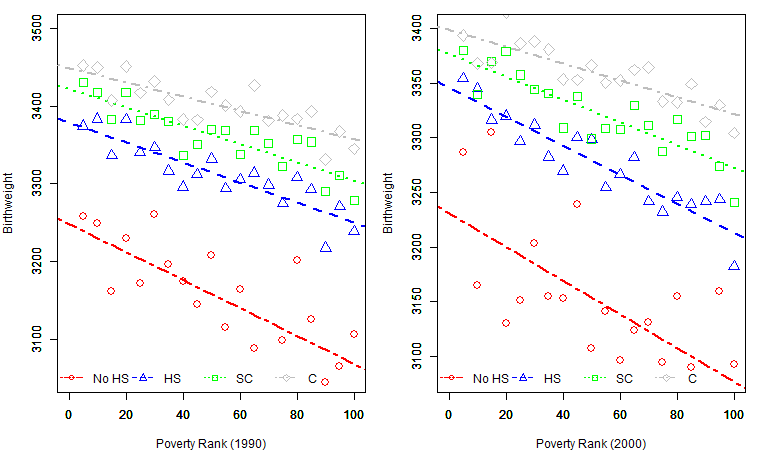 3500
3400
3300
3200
3100
Birthweight
No HS HS SC C
0 20 40 60 80 100
Poverty Rank (1990)
3400
3350
3300
3250
3200
3150
3100
Birthweight
No HS HS SC C
0 20 40 60 80 100
Poverty Rank (2000)